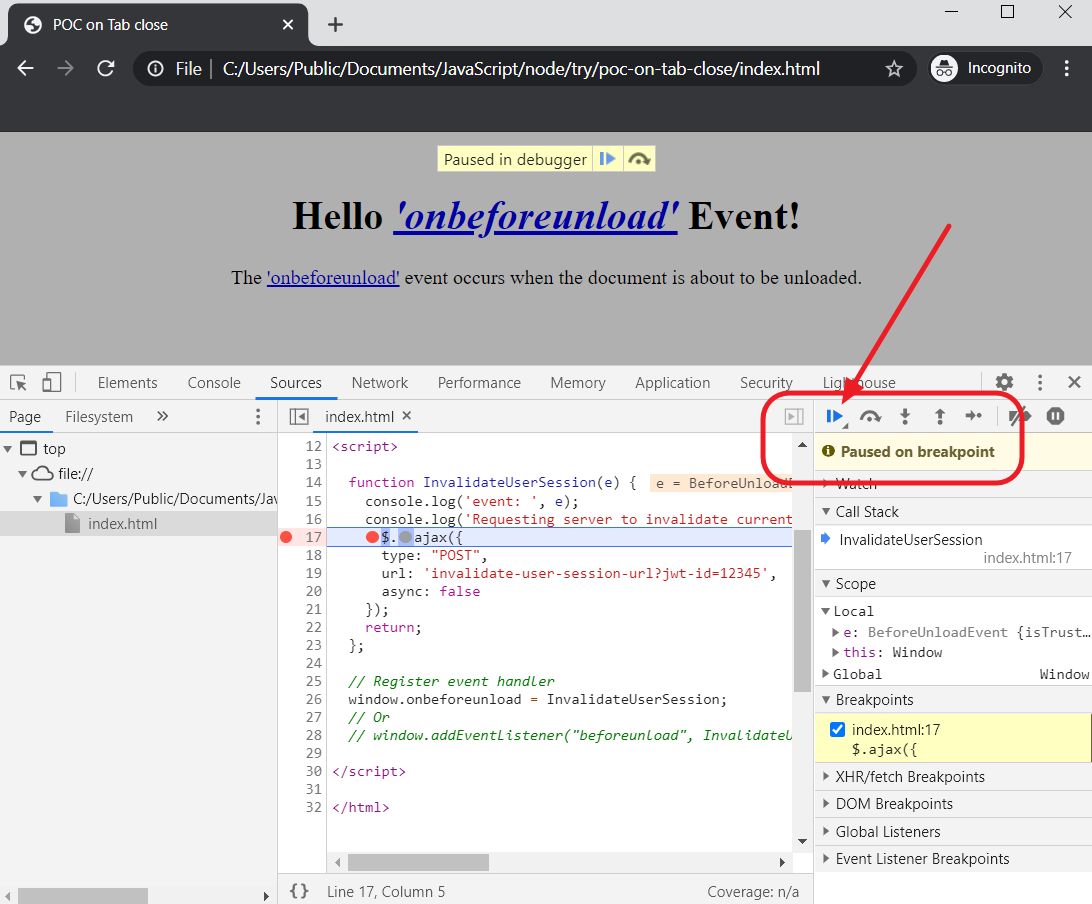 POC on Tab close
File C:/Users/Public/Documents/JavaScript/node/try/poc-on-tab-close/index.html Incognito
Paused in debugger
Hello 'onbeforeunload' Event!
The 'onbeforeunload' event occurs when the document is about to be unloaded.
Elements Console Sources Network Performance Memory Application Security Lighthouse
Page Filesystem
top
file://
C:/Users/Public/Documents/Jav
index.html
index.html
12 <script>
13
14 function InvalidateUserSession(e) { e = BeforeUnload
15 console.log('event: ', e);
16 console.log('Requesting server to invalidate current
17 $.ajax({
18 type: "POST",
19 url: 'invalidate-user-session-url?jwt-id=12345',
20 async: false
21 });
22 return;
23 };
24
25 // Register event handler
26 window.onbeforeunload = InvalidateUserSession;
27 // Or
28 // window.addEventListener("beforeunload", InvalidateU
29
30 </script>
31
32 </html>
{} Line 17, Column 5 Coverage: n/a
Paused on breakpoint
Watch
Call Stack
InvalidateUserSession
index.html:17
Scope
Local
e: BeforeUnloadEvent {isTrust…
this: Window
Global Window
Breakpoints
index.html:17
$.ajax({
XHR/fetch Breakpoints
DOM Breakpoints
Global Listeners
Event Listener Breakpoints